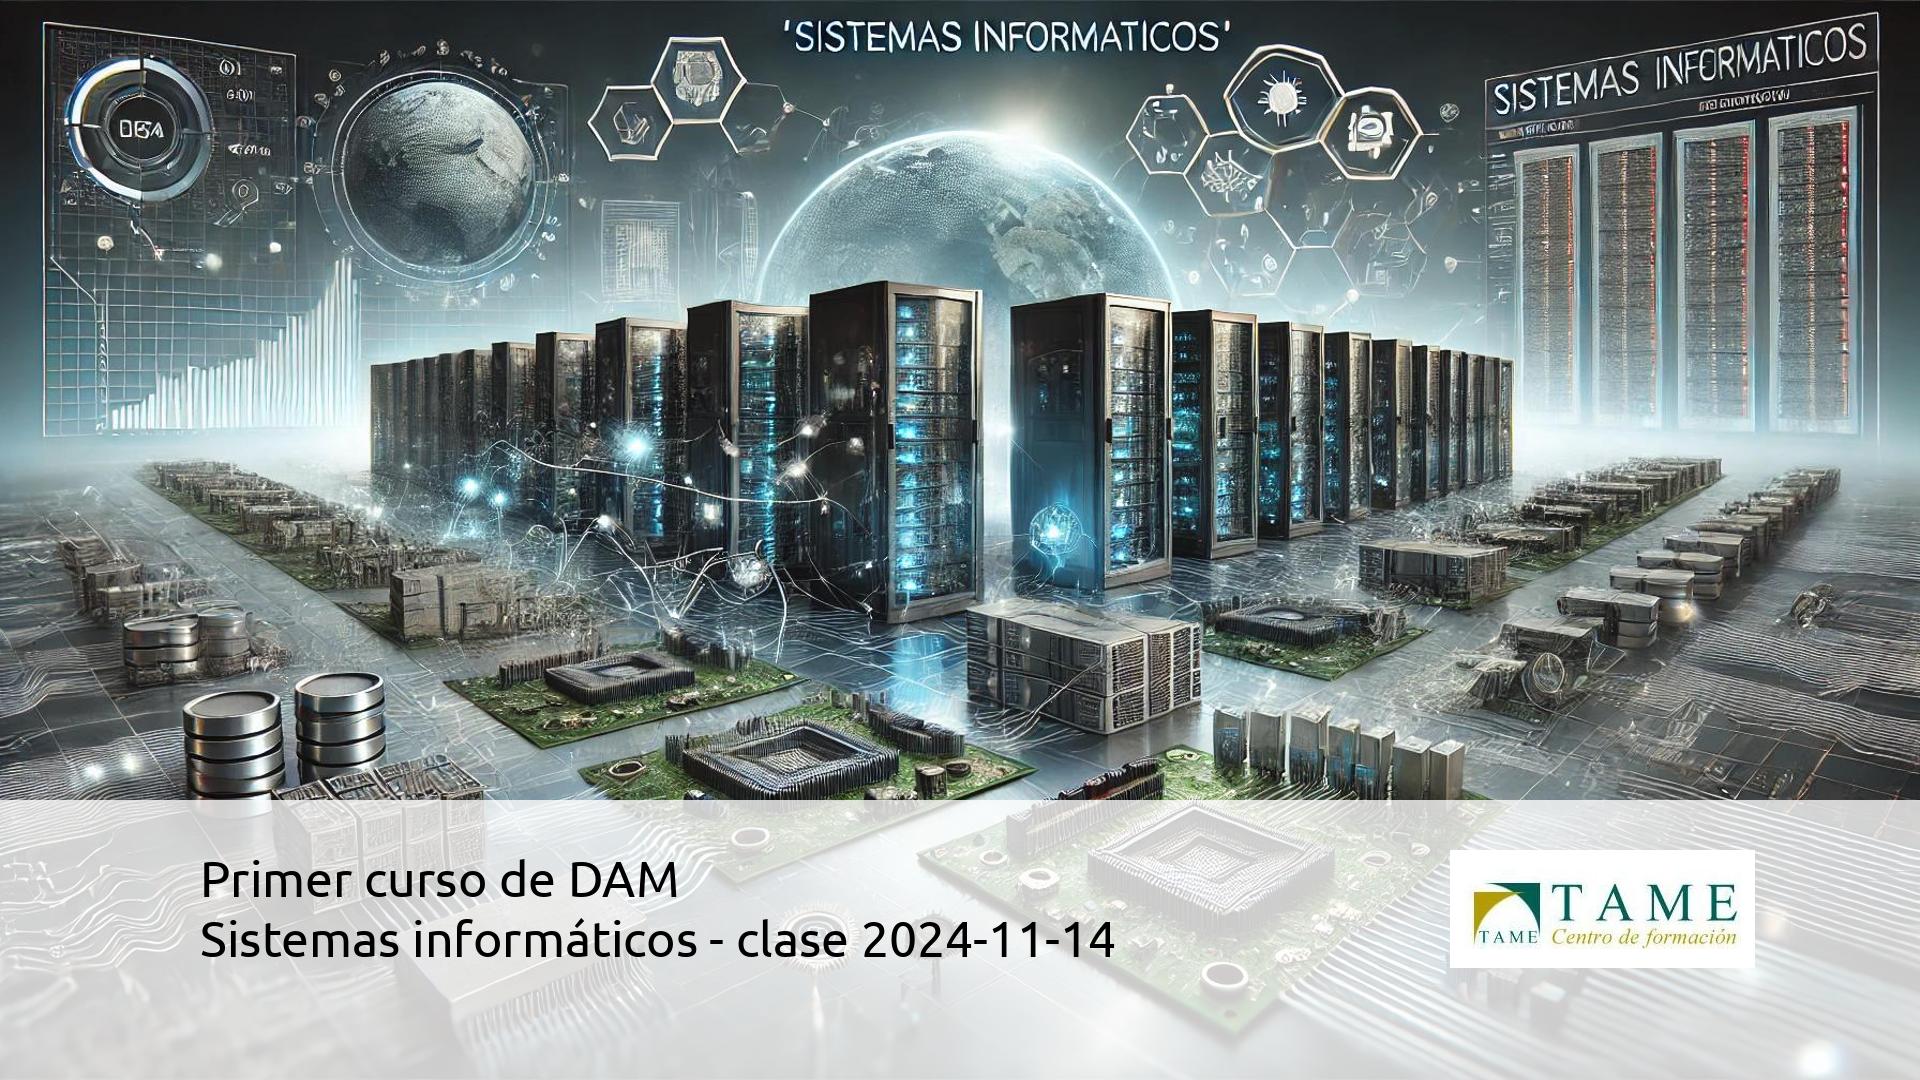 'SISTEMAS INFORMATICOS'
SISTEMAS INFORMATICOS
Primer curso de DAM
Sistemas informáticos - clase 2024-11-14
TAME
TAME
Centro de formación